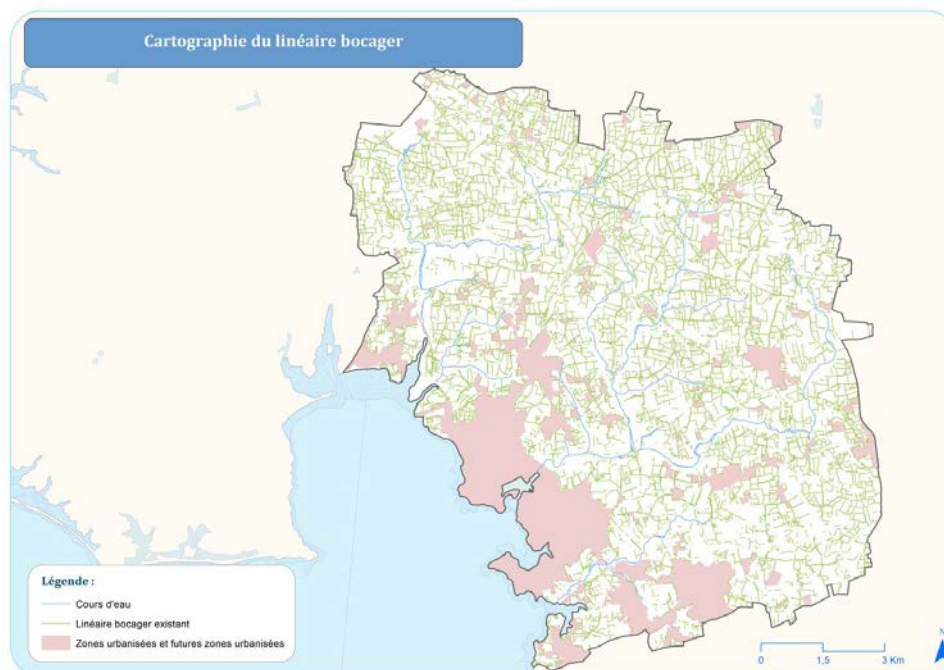 Cartographie du linéaire bocager
Légende :
Cours d'eau
Linéaire bocager existant
Zones urbanisées et futures zones urbanisées
0 1,5 3 Km
N